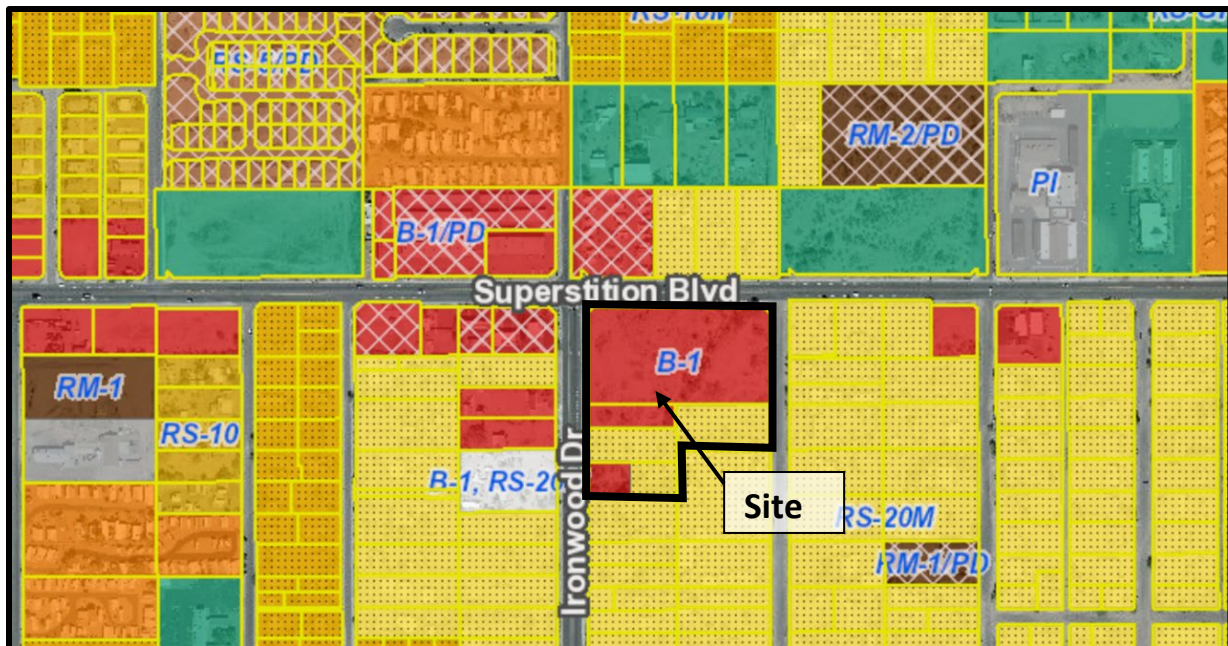 RS-10M
RS-5/PD
RM-2/PD
PI
B-1/PD
Superstition Blvd
B-1
RM-1
RS-10
B-1, RS-20
Ironwood Dr
Site
RS-20M
RM-1/PD